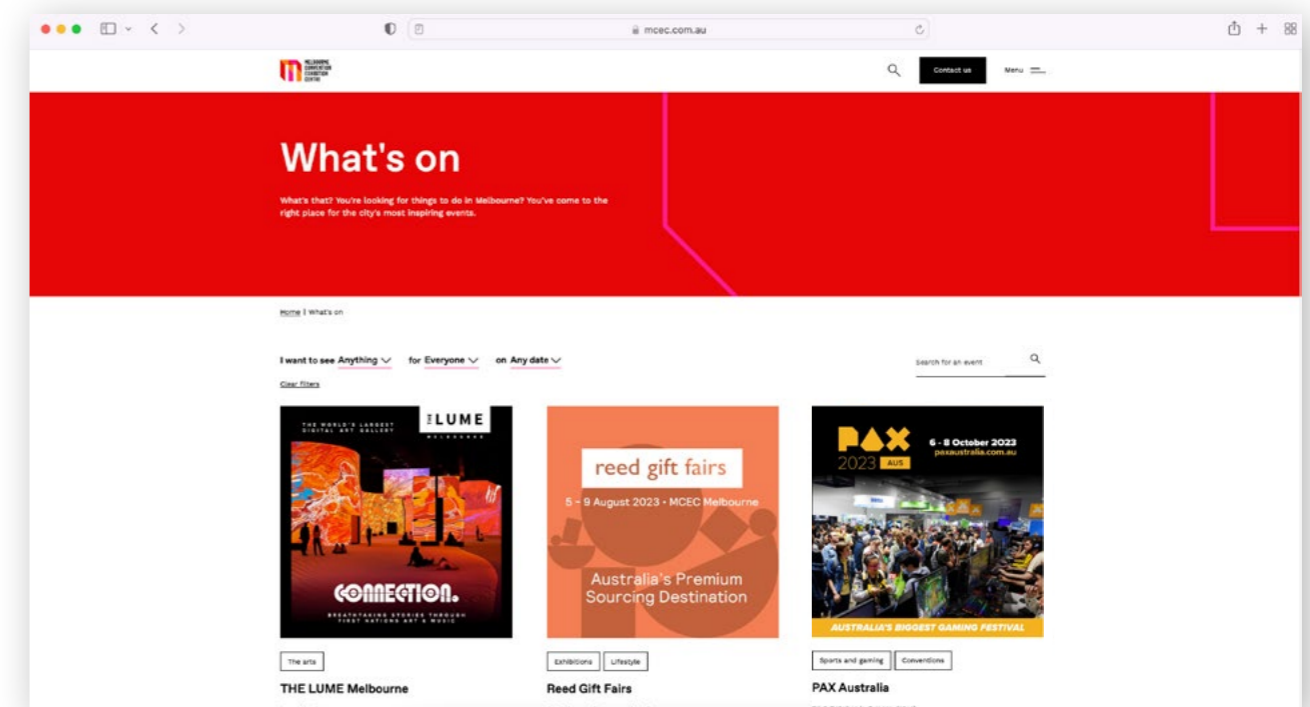 mcec.com.au
MELBOURNE
CONVENTION
EXHIBITION
CENTRE
Contact us
Menu
What's on
What's that? You're looking for things to do in Melbourne? You've come to the
right place for the city's most inspiring events.
Home | What's on
I want to see Anything for Everyone on Any date
Search for an event
Clear filters
THE WORLD'S LARGEST
DIGITAL ART GALLERY
THE LUME
MELBOURNE
CONNECTION.
BREATHTAKING STORIES THROUGH
FIRST NATIONS ART & MUSIC
The arts
THE LUME Melbourne
reed gift fairs
5 - 9 August 2023 • MCEC Melbourne
Australia's Premium
Sourcing Destination
Exhibitions
Lifestyle
Reed Gift Fairs
PAX
2023 AUS
6 - 8 October 2023
paxaustralia.com.au
AUSTRALIA'S BIGGEST GAMING FESTIVAL
Sports and gaming
Conventions
PAX Australia